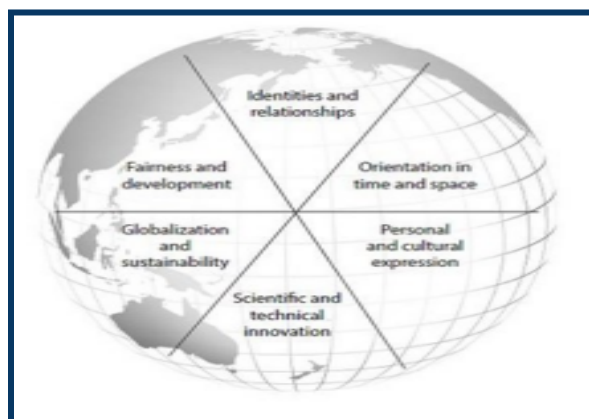 Identities and
relationships
Fairness and
development
Orientation in
time and space
Globalization
and
sustainability
Personal
and cultural
expression
Scientific and
technical
innovation